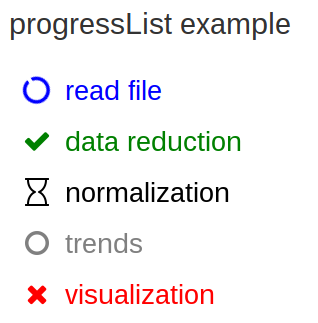 progressList example
read file
data reduction
normalization
trends
visualization